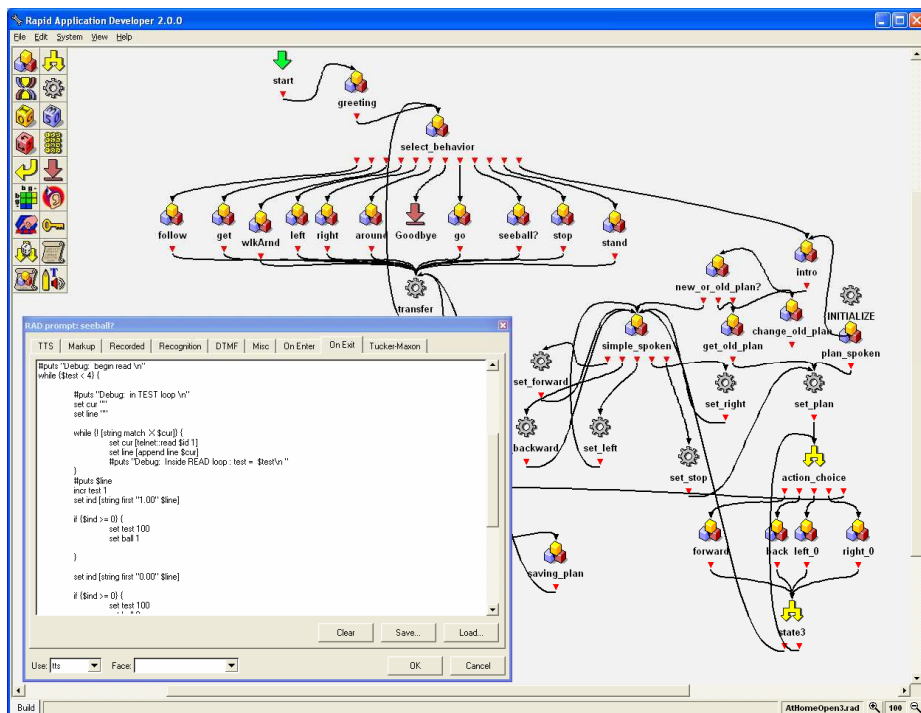 Rapid Application Developer 2.0.0
File Edit System View Help
start
greeting
select_behavior
follow get wlkArnd left right around Goodbye go seeball? stop stand
transfer
intro
new_or_old_plan?
INITIALIZE
change_old_plan
simple_spoken get_old_plan plan_spoken
set_forward set_right set_plan
backward set_left
set_stop action_choice
forward back left_0 right_0
saving_plan
state3
RAD prompt: seeball?
TTS Markup Recorded Recognition DTMF Misc On Enter On Exit Tucker-Maxon
#puts "Debug: begin read \n"
while {$test < 4} {
#puts "Debug: in TEST loop \n"
set cur ""
set line ""
while {! [string match X $cur]} {
set cur [telnet::read $id 1]
set line [append line $cur]
#puts "Debug: Inside READ loop : test = $test\n "
}
#puts $line
incr test 1
set ind [string first "1.00" $line]
if {$ind >= 0} {
set test 100
set ball 1
}
set ind [string first "0.00" $line]
if {$ind >= 0} {
set test 100
Clear Save... Load...
Use: tts Face: OK Cancel
Build AtHomeOpen3.rad 100